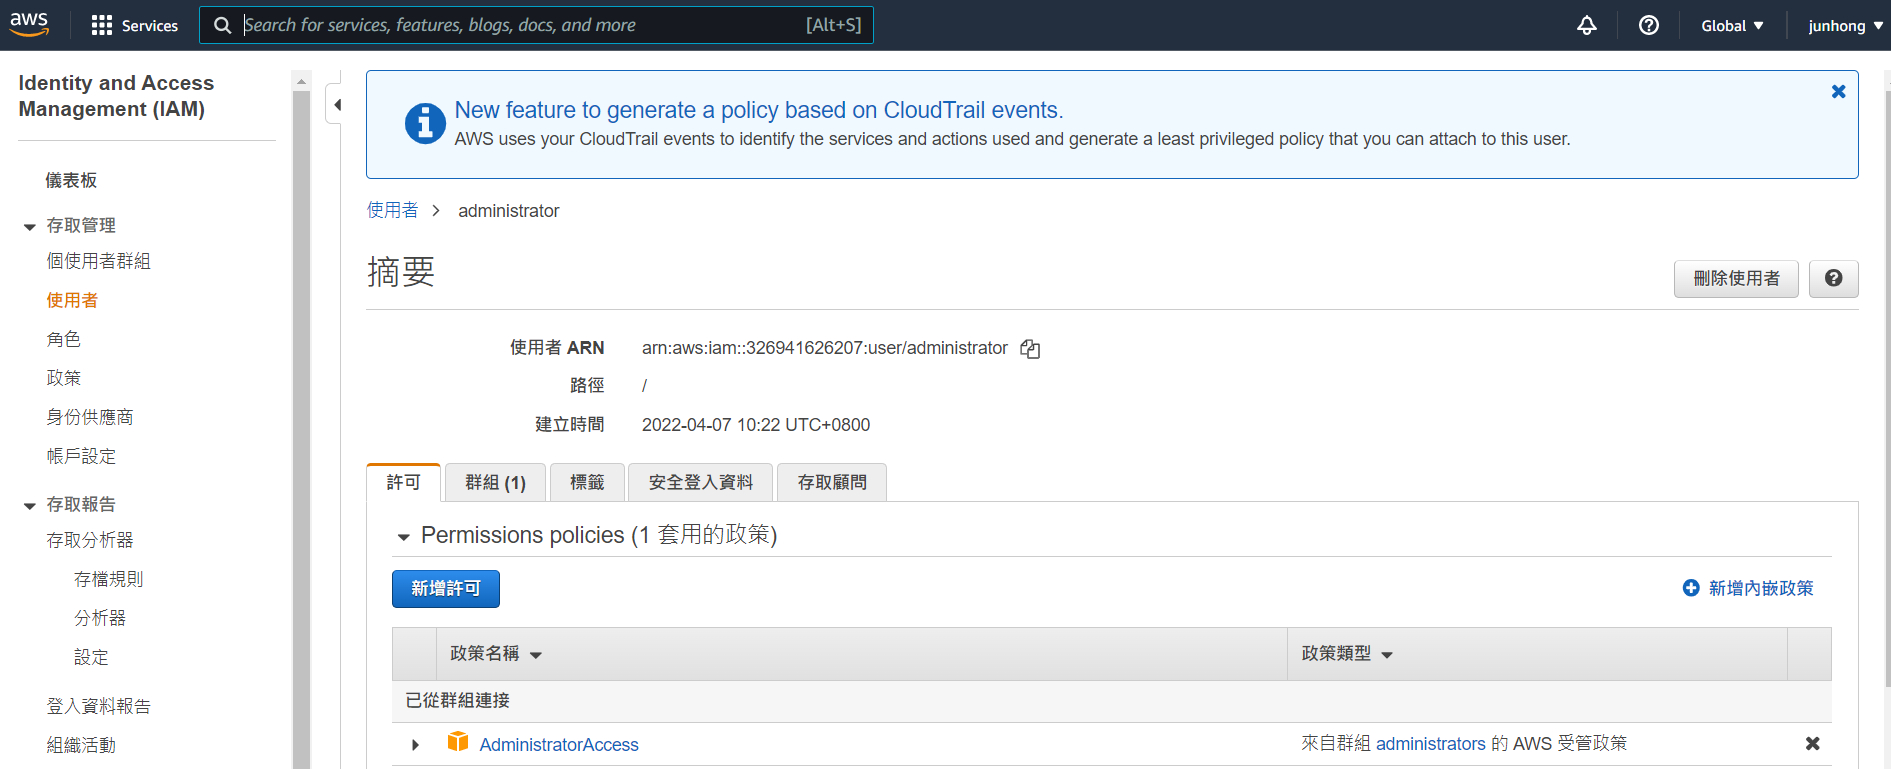 aws
Services
Search for services, features, blogs, docs, and more
[Alt+S]
Global
junhong
Identity and Access
Management (IAM)
儀表板
存取管理
個使用者群組
使用者
角色
政策
身份供應商
帳戶設定
存取報告
存取分析器
存檔規則
分析器
設定
登入資料報告
組織活動
New feature to generate a policy based on CloudTrail events.
AWS uses your CloudTrail events to identify the services and actions used and generate a least privileged policy that you can attach to this user.
使用者 > administrator
摘要
刪除使用者
使用者 ARN
arn:aws:iam::326941626207:user/administrator
路徑
/
建立時間
2022-04-07 10:22 UTC+0800
許可
群組 (1)
標籤
安全登入資料
存取顧問
Permissions policies (1 套用的政策)
新增許可
新增內嵌政策
政策名稱
政策類型
已從群組連接
AdministratorAccess
來自群組 administrators 的 AWS 受管政策